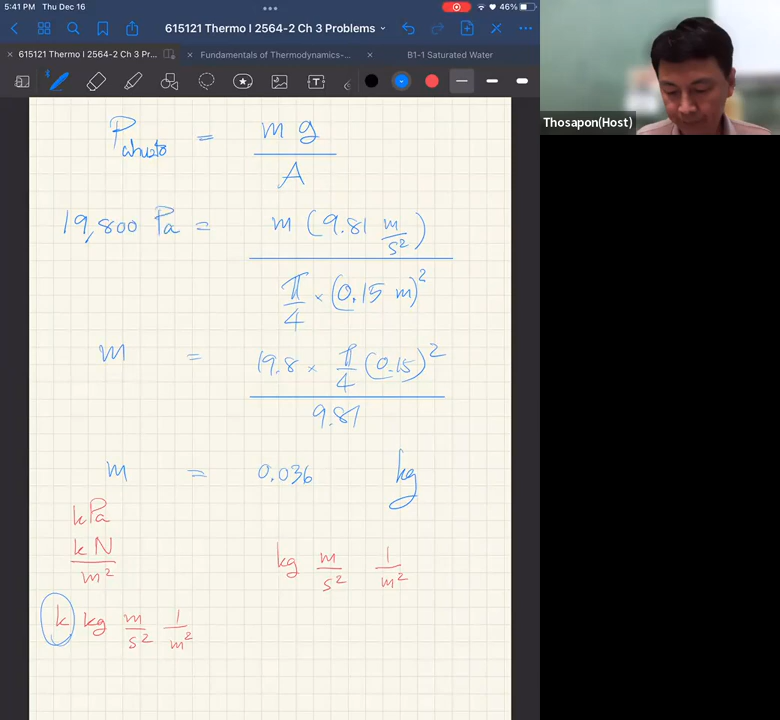 5:41 PM Thu Dec 16
46%
615121 Thermo I 2564-2 Ch 3 Problems
615121 Thermo I 2564-2 Ch 3 Pr...
Fundamentals of Thermodynamics-...
B1-1 Saturated Water
Thosapon(Host)
P = m g / A
19,800 Pa = m (9.81 m/s²) / π/4 × (0.15 m)²
m = 19.8 × π/4 (0.15)² / 9.81
m = 0.036 kg
kPa
kN/m²
kg m/s² 1/m²
k kg m/s² 1/m²